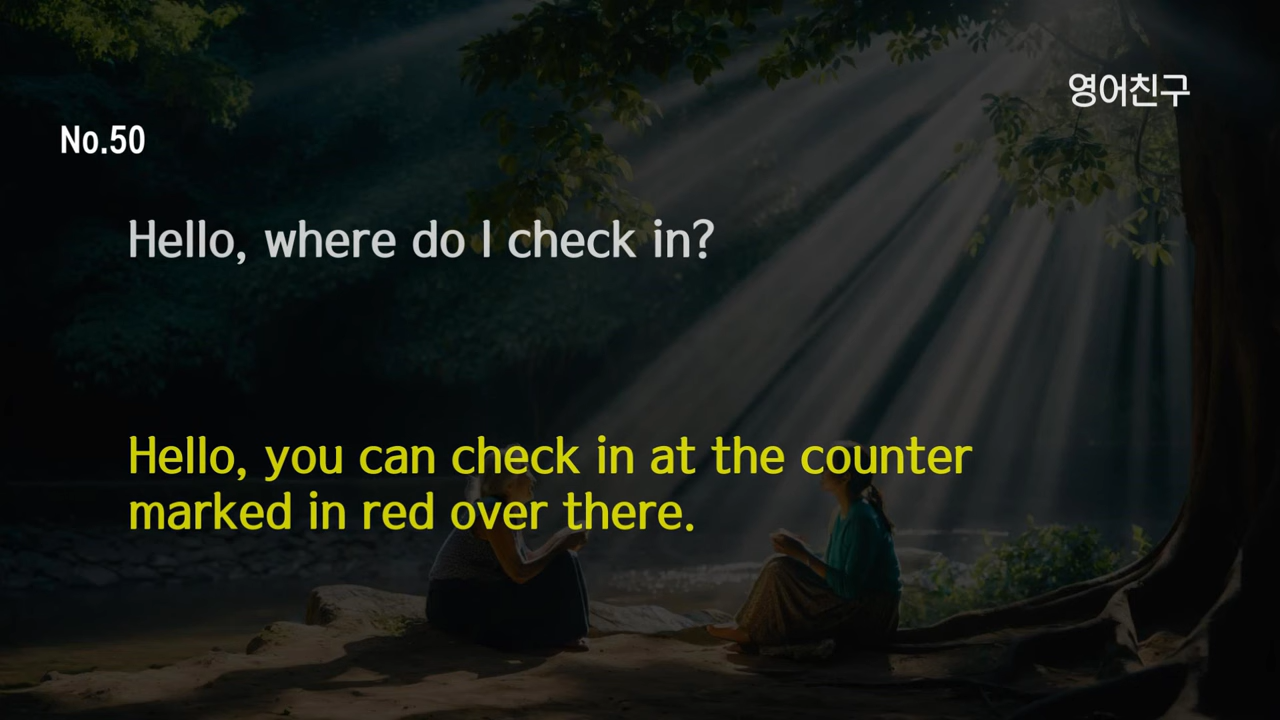 영어친구
No.50
Hello, where do I check in?
Hello, you can check in at the counter
marked in red over there.